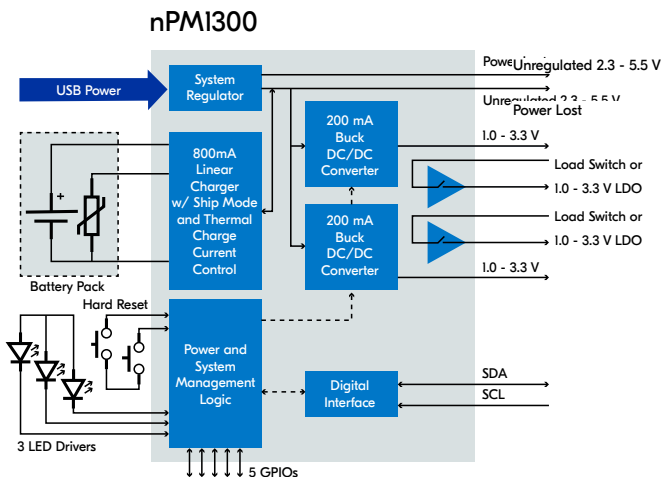 nPM1300
USB Power
System
Regulator
Unregulated 2.3 - 5.5 V
Power Lost
200 mA
Buck
DC/DC
Converter
1.0 - 3.3 V
800mA
Linear
Charger
w/ Ship Mode
and Thermal
Charge
Current
Control
Load Switch or
1.0 - 3.3 V LDO
200 mA
Buck
DC/DC
Converter
Load Switch or
1.0 - 3.3 V LDO
1.0 - 3.3 V
+
Battery Pack
Hard Reset
Power and
System
Management
Logic
Digital
Interface
SDA
SCL
3 LED Drivers
5 GPIOs